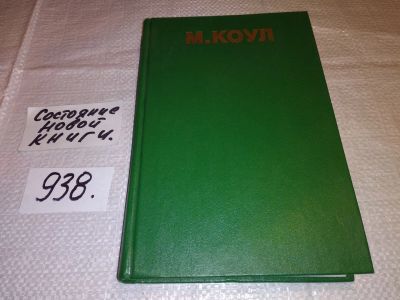 М.КОУЛ
Состояние
новой
книги.
938.